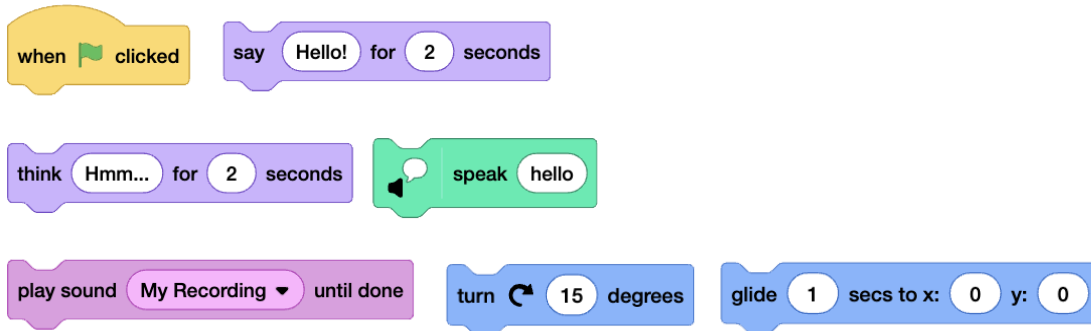 when clicked
say Hello! for 2 seconds
think Hmm... for 2 seconds
speak hello
play sound My Recording until done
turn 15 degrees
glide 1 secs to x: 0 y: 0